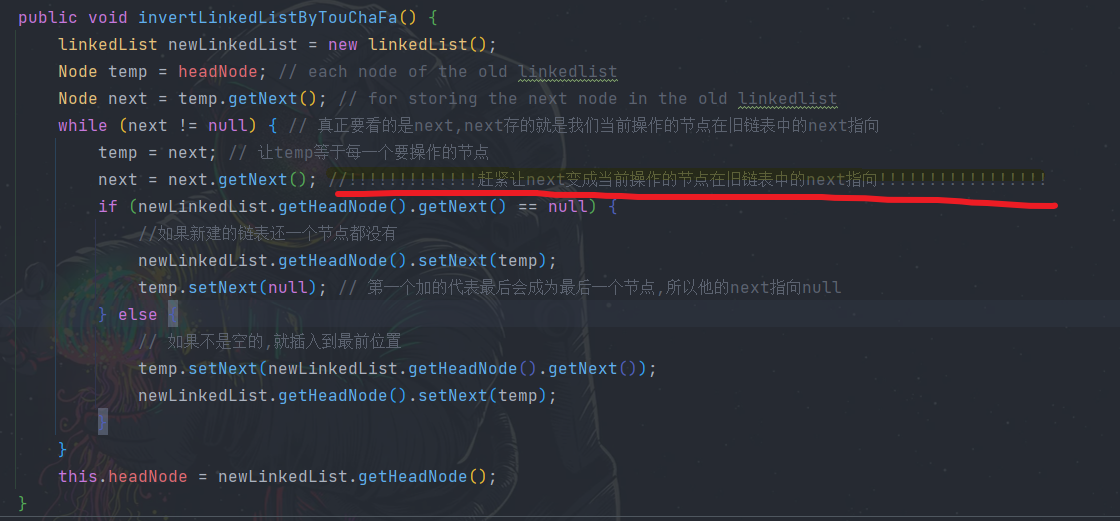 public void invertLinkedListByTouChaFa() {
linkedList newLinkedList = new linkedList();
Node temp = headNode; // each node of the old linkedlist
Node next = temp.getNext(); // for storing the next node in the old linkedlist
while (next != null) { // 真正要看的是next,next存的就是我们当前操作的节点在旧链表中的next指向
temp = next; // 让temp等于每一个要操作的节点
next = next.getNext(); //!!!!!!!!!!!!!赶紧让next变成当前操作的节点在旧链表中的next指向!!!!!!!!!!!!!!!!!
if (newLinkedList.getHeadNode().getNext() == null) {
//如果新建的链表还一个节点都没有
newLinkedList.getHeadNode().setNext(temp);
temp.setNext(null); // 第一个加的代表最后会成为最后一个节点,所以他的next指向null
} else {
// 如果不是空的,就插入到最前位置
temp.setNext(newLinkedList.getHeadNode().getNext());
newLinkedList.getHeadNode().setNext(temp);
}
}
this.headNode = newLinkedList.getHeadNode();
}